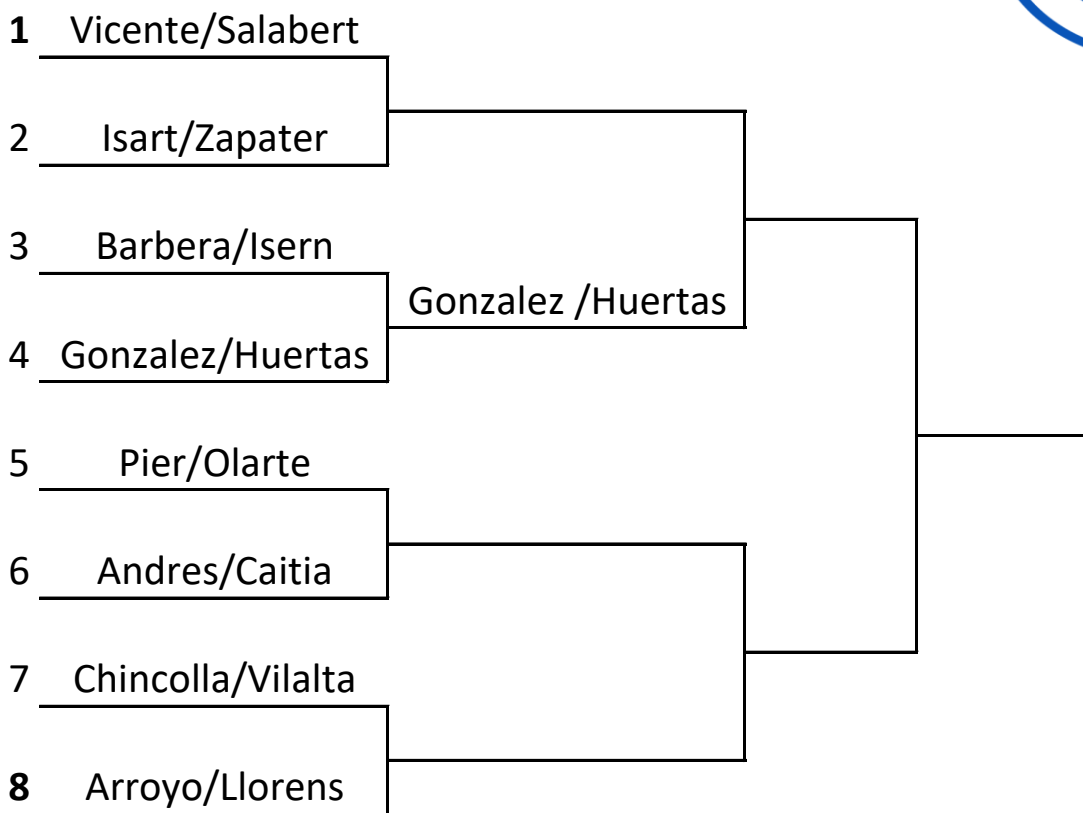 1 Vicente/Salabert
2 Isart/Zapater
3 Barbera/Isern
Gonzalez /Huertas
4 Gonzalez/Huertas
5 Pier/Olarte
6 Andres/Caitia
7 Chincolla/Vilalta
8 Arroyo/Llorens